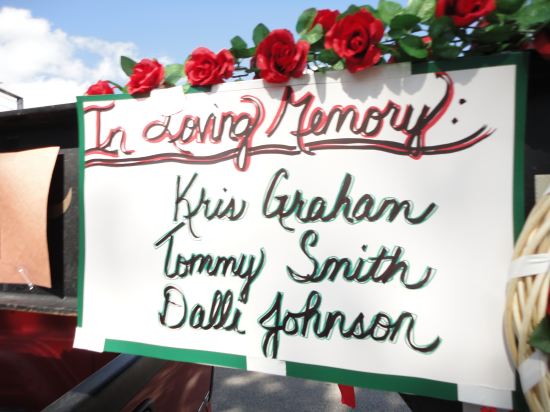 In Loving Memory:
Kris Graham
Tommy Smith
Dalli Johnson